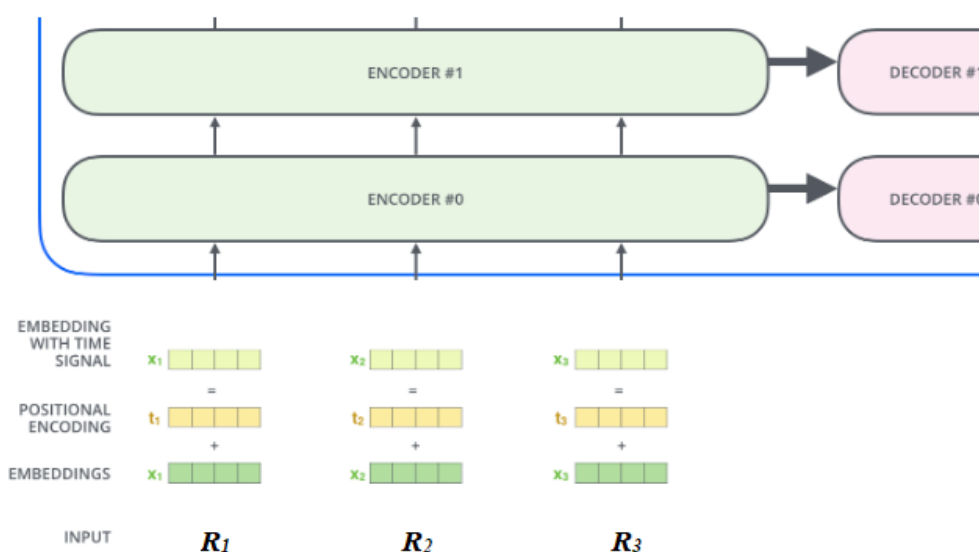 ENCODER #1
DECODER #1
ENCODER #0
DECODER #0
EMBEDDING
WITH TIME
SIGNAL
x₁ x₂ x₃
= = =
POSITIONAL
ENCODING
t₁ t₂ t₃
+ + +
EMBEDDINGS x₁ x₂ x₃
INPUT R₁ R₂ R₃